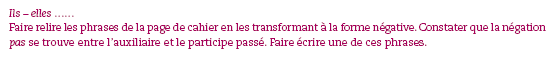 Ils – elles ……
Faire relire les phrases de la page de cahier en les transformant à la forme négative. Constater que la négation
pas se trouve entre l'auxiliaire et le participe passé. Faire écrire une de ces phrases.